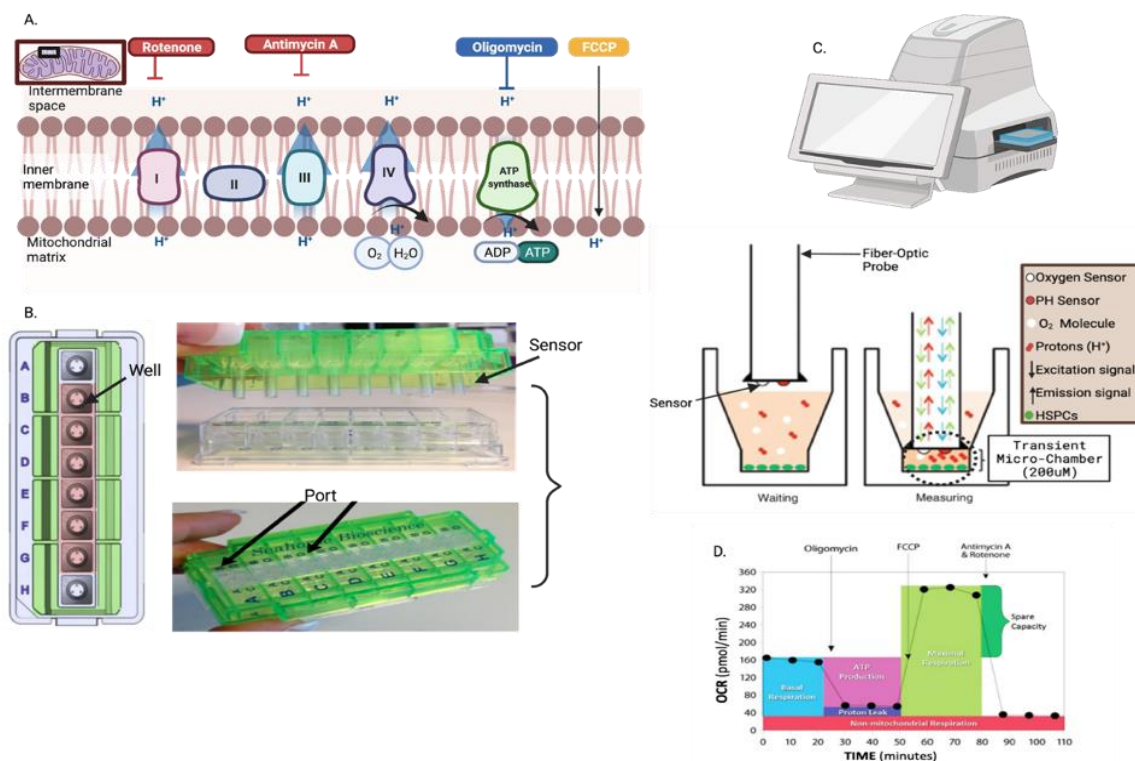 A.
Rotenone
Antimycin A
Oligomycin
FCCP
Intermembrane
space
H⁺ H⁺ H⁺ H⁺
Inner
membrane
I
II
III
IV
ATP
synthase
Mitochondrial
matrix
H⁺ H⁺ H⁺ H⁺ H⁺
O₂ H₂O
ADP ATP
B.
A
B
C
D
E
F
G
H
Well
Sensor
Port
Seahorse Bioscience
A
B
C
D
E
F
G
H
C.
Fiber-Optic
Probe
Sensor
Oxygen Sensor
PH Sensor
O₂ Molecule
Protons (H⁺)
Excitation signal
Emission signal
HSPCs
Transient
Micro-Chamber
(200uM)
Waiting
Measuring
D.
Oligomycin
FCCP
Antimycin A
& Rotenone
OCR (pmol/min)
360
320
280
240
200
160
120
80
40
0
Basal
Respiration
ATP
Production
Proton Leak
Maximal
Respiration
Spare
Capacity
Non-mitochondrial Respiration
0 10 20 30 40 50 60 70 80 90 100 110
TIME (minutes)